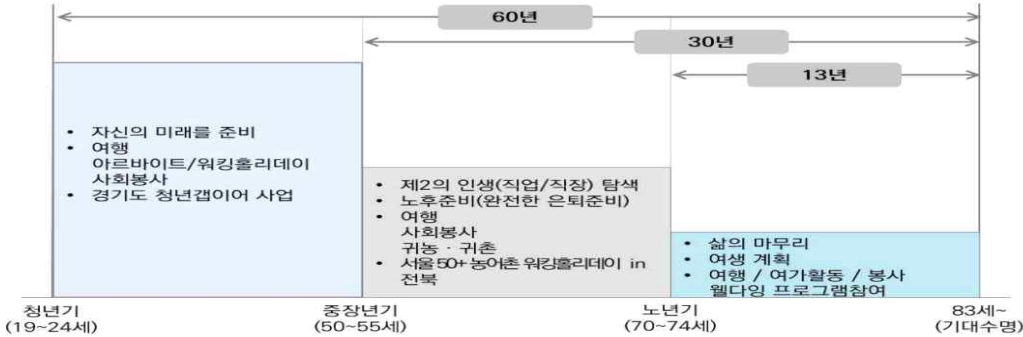 60년
30년
13년
• 자신의 미래를 준비
• 여행
아르바이트/워킹홀리데이
사회봉사
• 경기도 청년갭이어 사업
• 제2의 인생(직업/직장) 탐색
• 노후준비(완전한 은퇴준비)
• 여행
사회봉사
귀농 · 귀촌
• 서울 50+ 농어촌 워킹홀리데이 in
전북
• 삶의 마무리
• 여생 계획
• 여행 / 여가활동 / 봉사
웰다잉 프로그램참여
청년기
(19~24세)
중장년기
(50~55세)
노년기
(70~74세)
83세~
(기대수명)